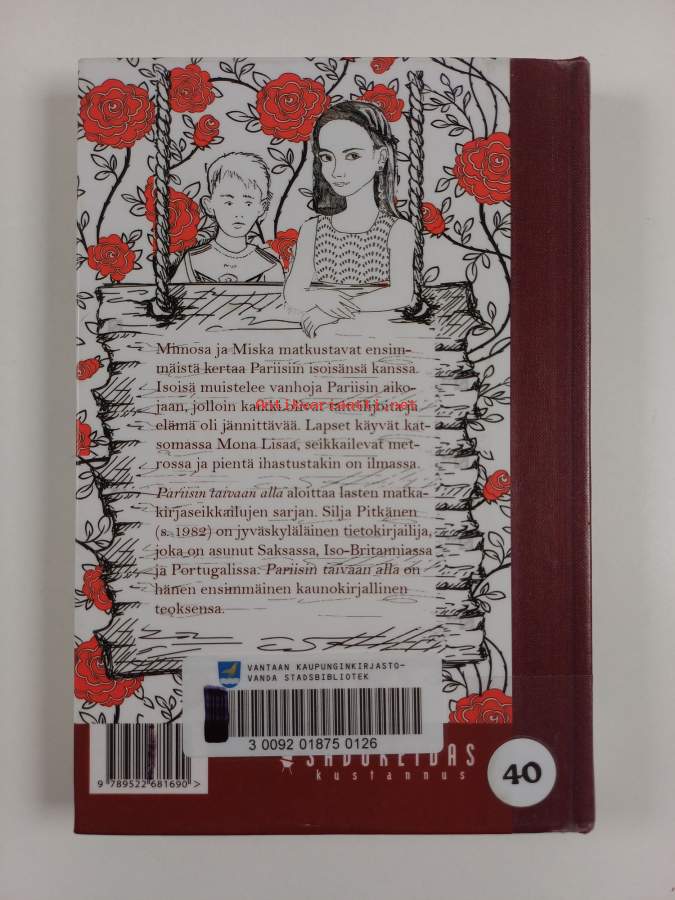 Mimosa ja Miska matkustavat ensim-
mäistä kertaa Pariisiin isoisänsä kanssa.
Isoisä muistelee vanhoja Pariisin aiko-
jaan, jolloin kaikki olivat taiteilijoita ja
elämä oli jännittävää. Lapset käyvät kat-
somassa Mona Lisaa, seikkailevat met-
rossa ja pientä ihastustakin on ilmassa.
Pariisin taivaan alla aloittaa lasten matka-
kirjaseikkailujen sarjan. Silja Pitkänen
(s. 1982) on jyväskyläläinen tietokirjailija,
joka on asunut Saksassa, Iso-Britanniassa
ja Portugalissa. Pariisin taivaan alla on
hänen ensimmäinen kaunokirjallinen
teoksensa.
VANTAAN KAUPUNGINKIRJASTO-
VANDA STADSBIBLIOTEK
3 0092 01875 0126
kustannus
40
9 789522 681690 >